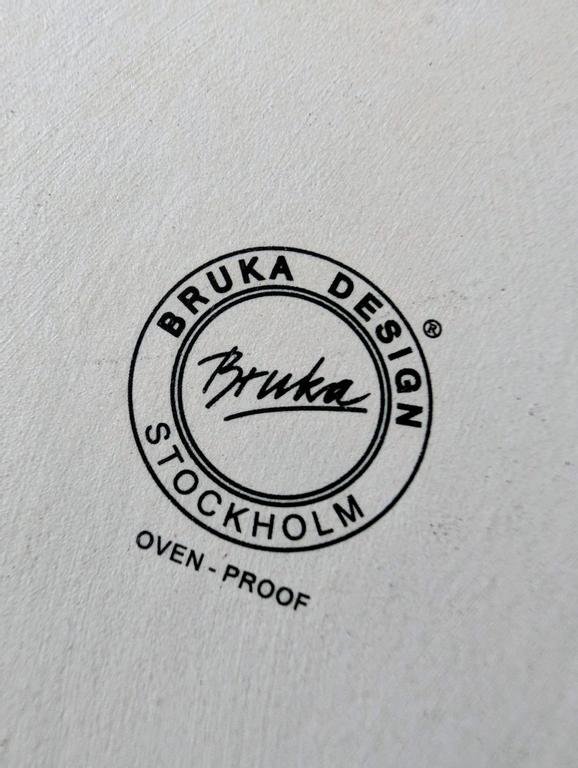 BRUKA DESIGN
®
Bruka
STOCKHOLM
OVEN - PROOF